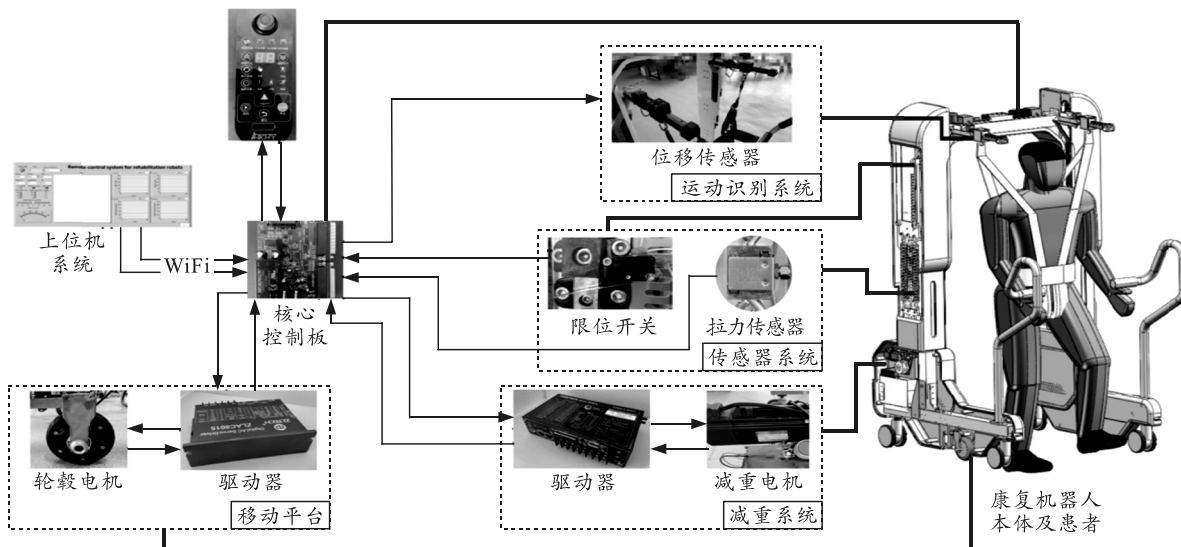 Remote control system for rehabilitation robots
上位机
系统
WiFi
核心
控制板
位移传感器
运动识别系统
限位开关
拉力传感器
传感器系统
轮毂电机
驱动器
移动平台
ZLAC8015
驱动器
减重电机
减重系统
康复机器人
本体及患者